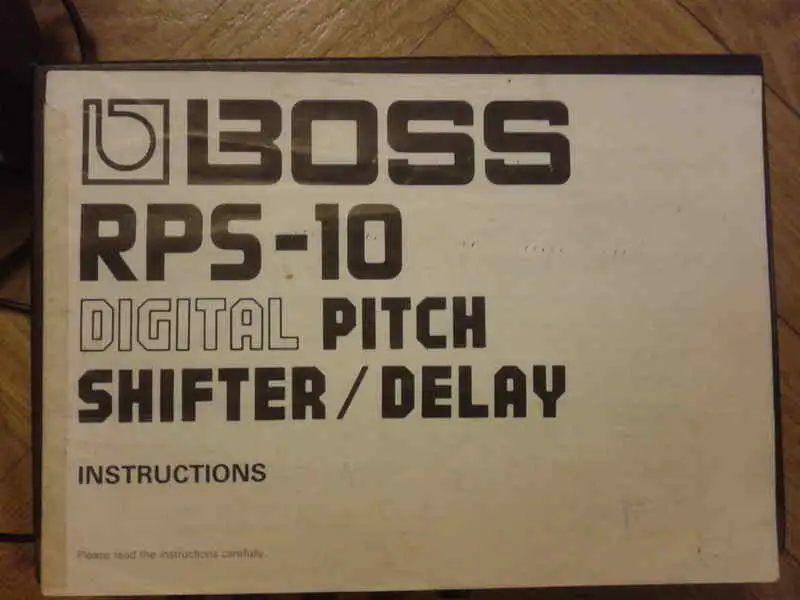 BOSS
RPS-10
DIGITAL PITCH
SHIFTER/DELAY
INSTRUCTIONS
Please read the instructions carefully.